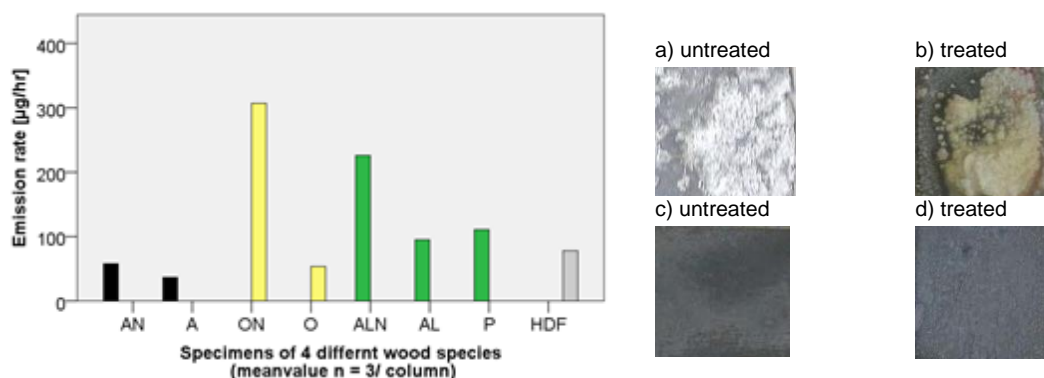 400
300
200
100
0
Emission rate [µg/hr]
AN A ON O ALN AL P HDF
Specimens of 4 differnt wood species
(meanvalue n = 3/ column)
a) untreated b) treated
c) untreated d) treated